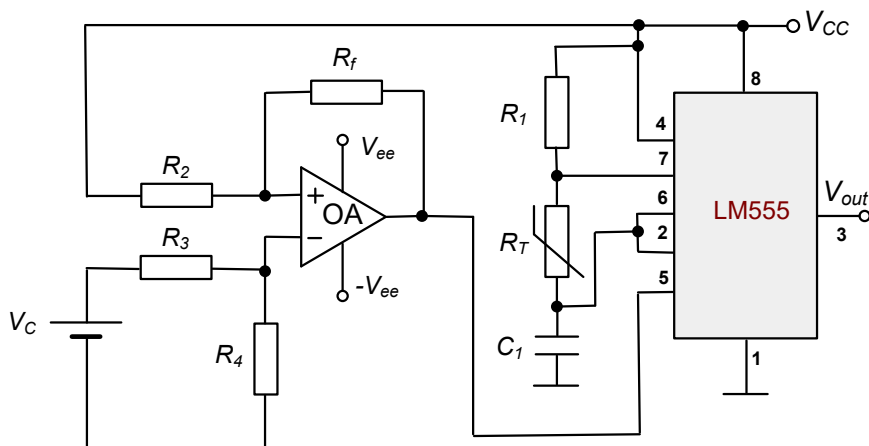 V_CC
R_f
8
R_1
4
V_ee
7
R_2
+
6
V_out
OA
LM555
R_T
2
3
−
R_3
5
-V_ee
V_C
C_1
R_4
1